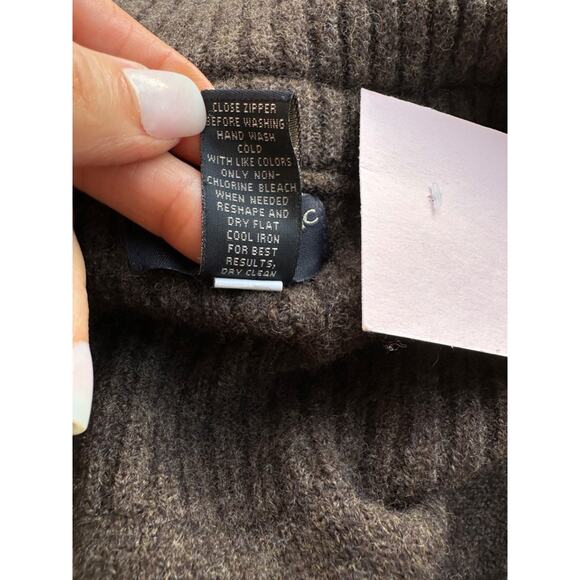 CLOSE ZIPPER
BEFORE WASHING
HAND WASH
COLD
WITH LIKE COLORS
ONLY NON-
CHLORINE BLEACH
WHEN NEEDED
RESHAPE AND
DRY FLAT
COOL IRON
FOR BEST
RESULTS,
DRY CLEAN
C